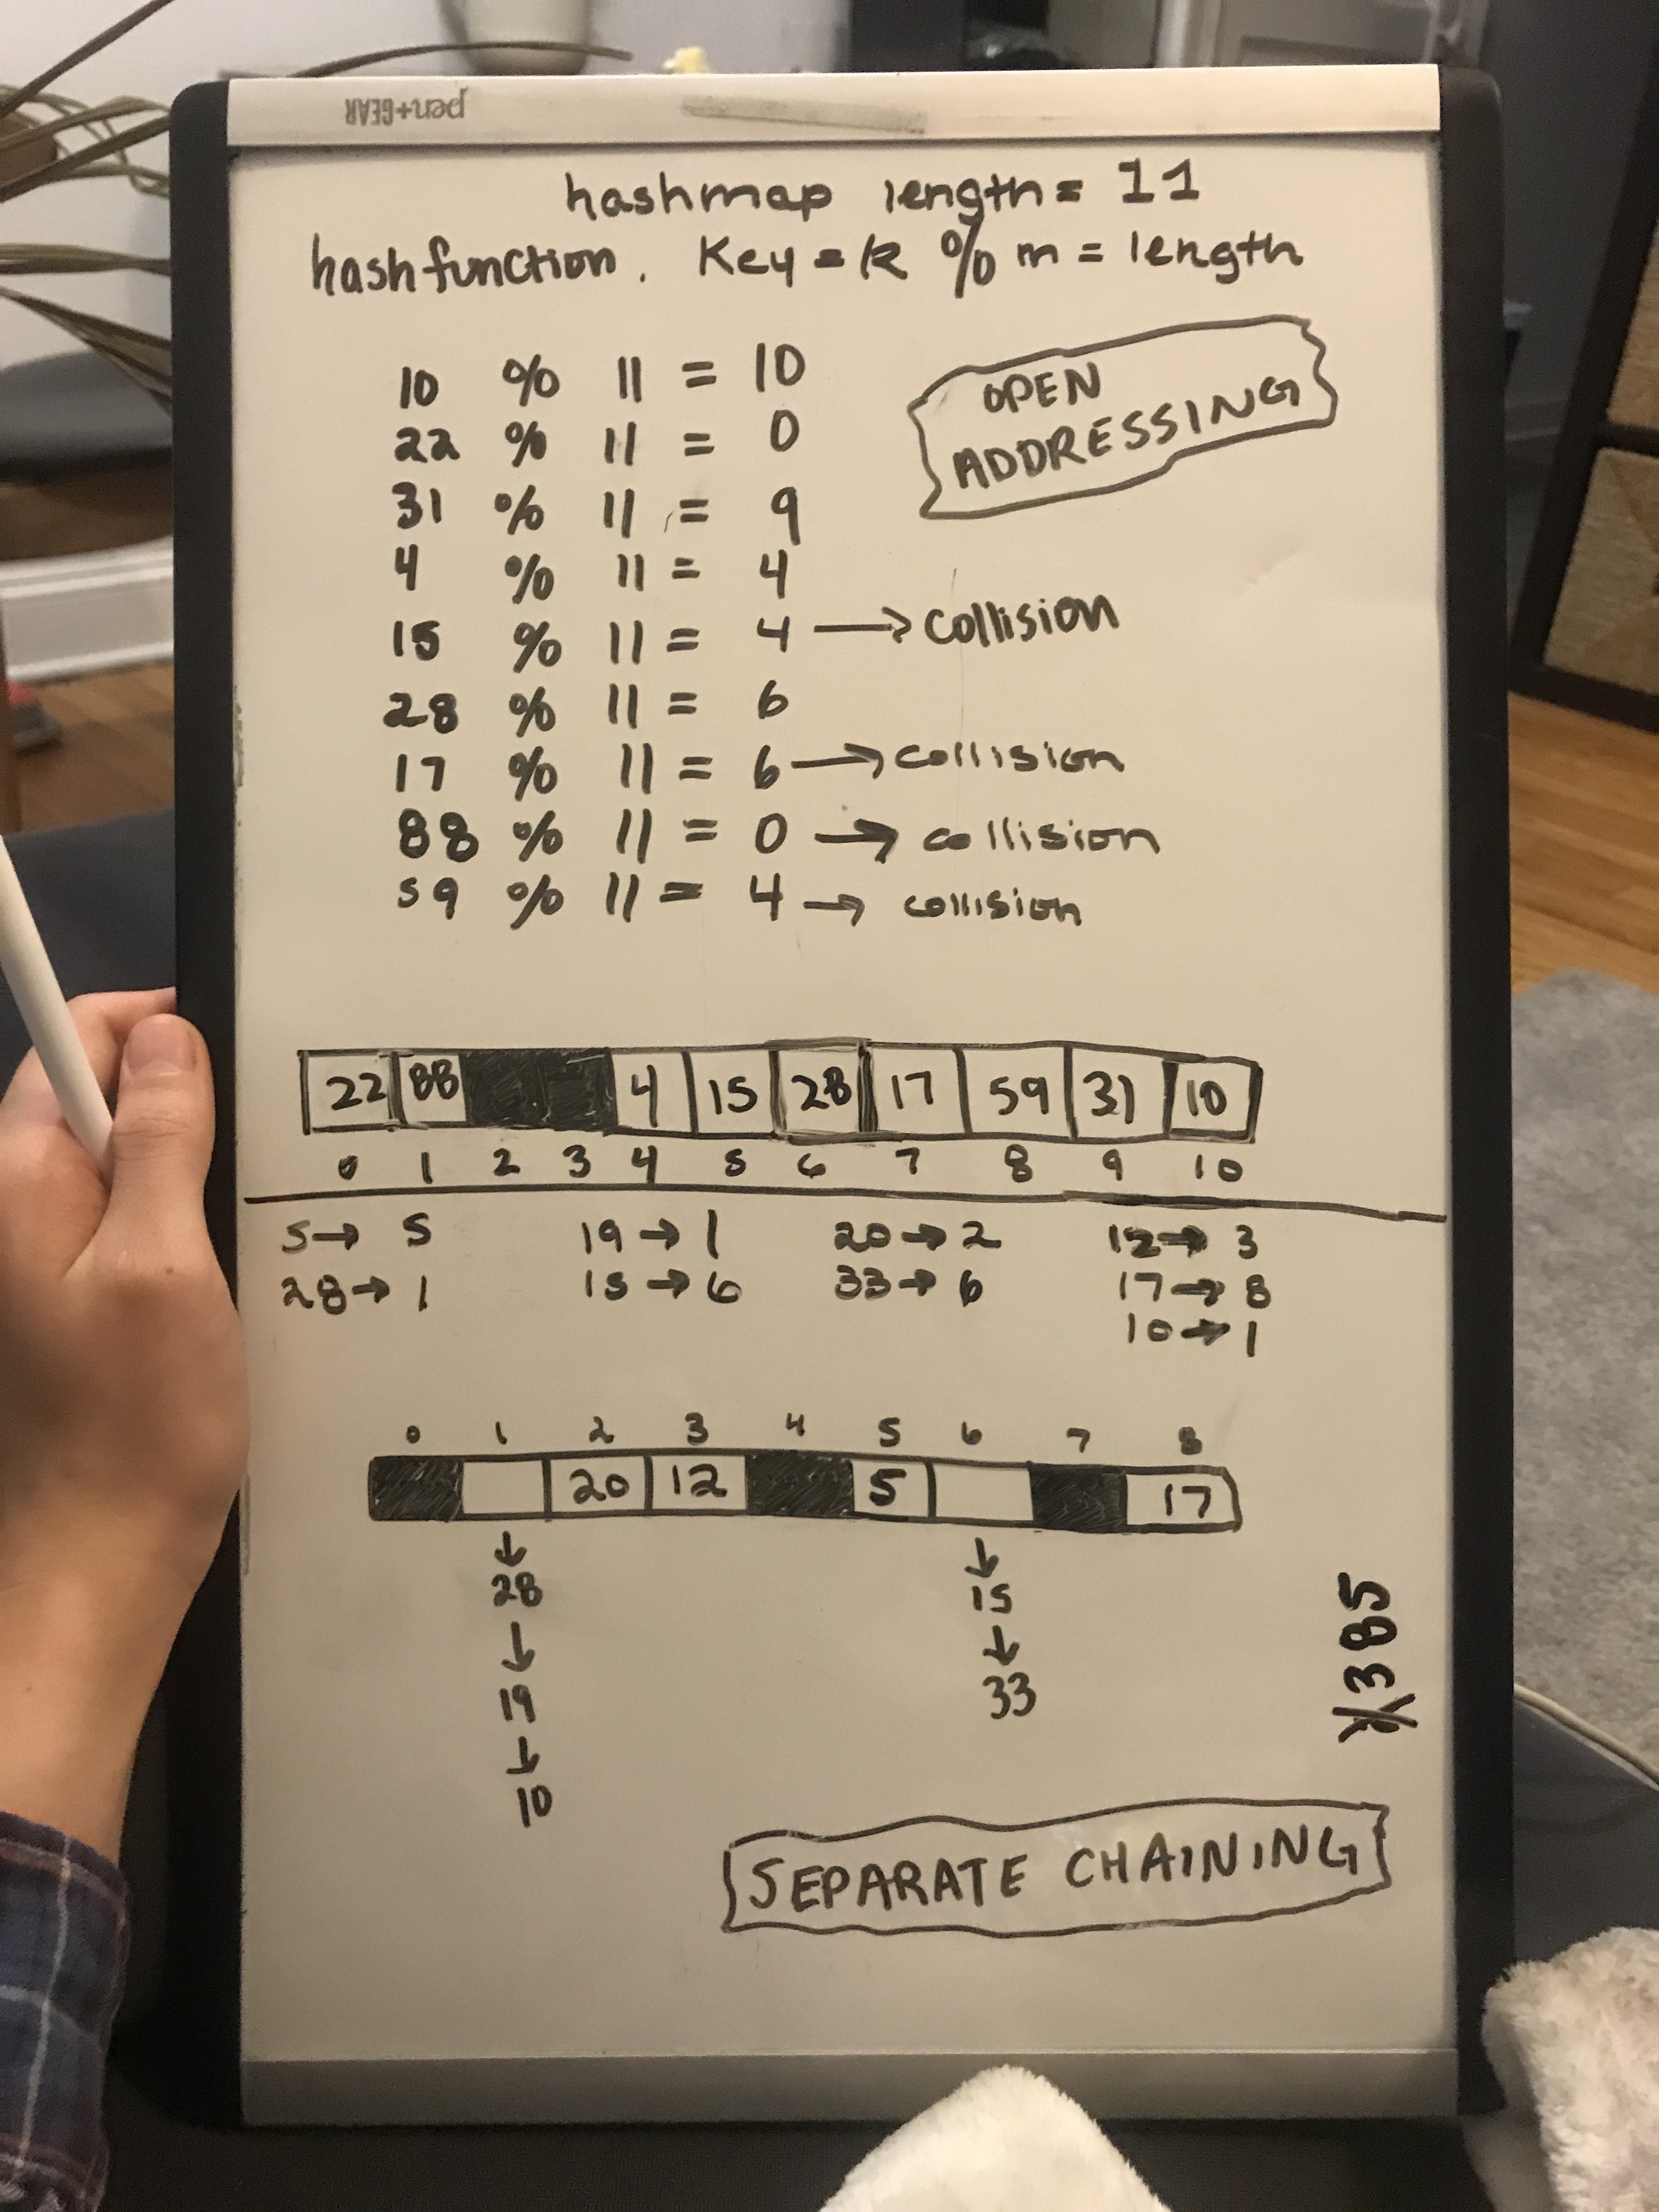 pen+GEAR
hashmap length = 11
hashfunction. Key = k % m = length
10 % 11 = 10
22 % 11 = 0
31 % 11 = 9
4 % 11 = 4
15 % 11 = 4 → collision
28 % 11 = 6
17 % 11 = 6 → collision
88 % 11 = 0 → collision
59 % 11 = 4 → collision
OPEN
ADDRESSING
22 88 4 15 28 17 59 31 10
0 1 2 3 4 5 6 7 8 9 10
5 → 5 19 → 1 20 → 2 12 → 3
28 → 1 15 → 6 33 → 6 17 → 8
10 → 1
0 1 2 3 4 5 6 7 8
20 12 5 17
↓ ↓
28 15
↓ ↓
19 33
↓
10
SEPARATE CHAINING